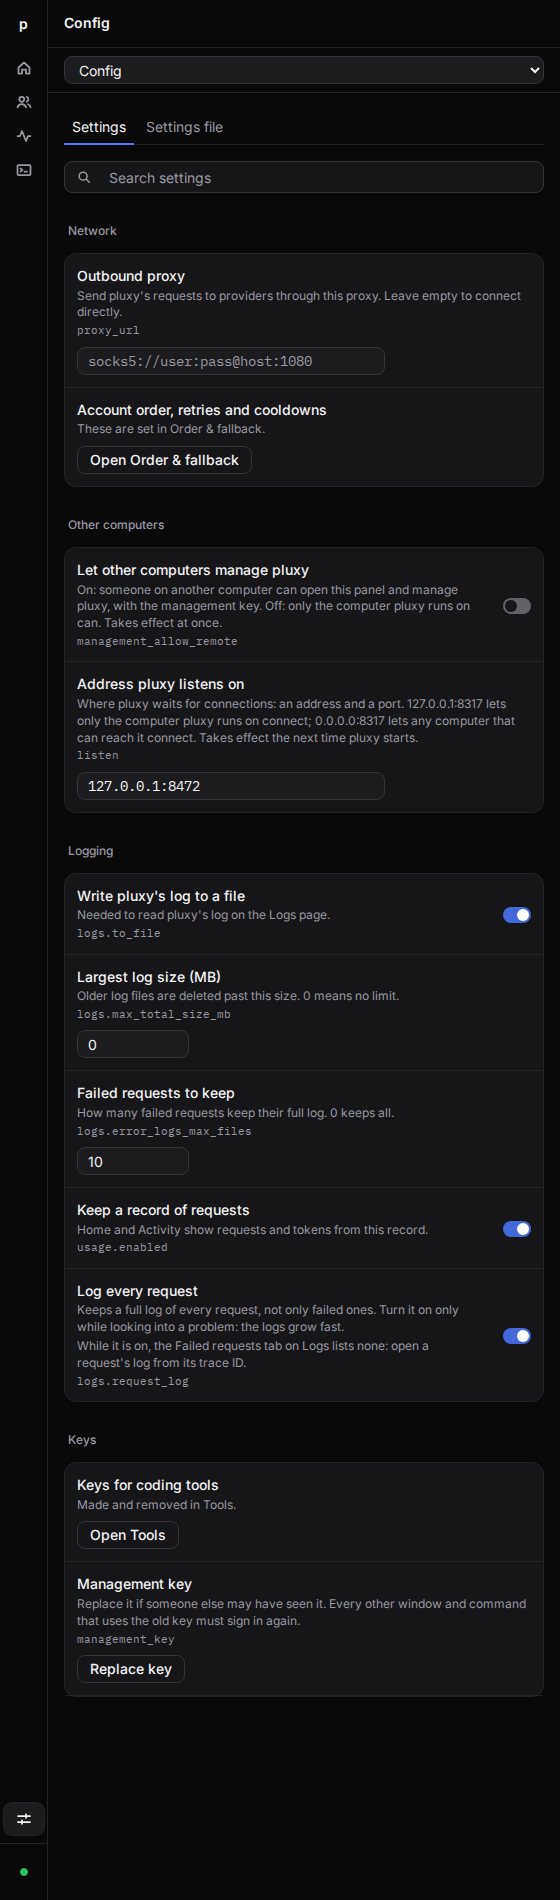 p
Config
Config
Settings
Settings file
Search settings
Network
Outbound proxy
Send pluxy's requests to providers through this proxy. Leave empty to connect
directly.
proxy_url
socks5://user:pass@host:1080
Account order, retries and cooldowns
These are set in Order & fallback.
Open Order & fallback
Other computers
Let other computers manage pluxy
On: someone on another computer can open this panel and manage
pluxy, with the management key. Off: only the computer pluxy runs on
can. Takes effect at once.
management_allow_remote
Address pluxy listens on
Where pluxy waits for connections: an address and a port. 127.0.0.1:8317 lets
only the computer pluxy runs on connect; 0.0.0.0:8317 lets any computer that
can reach it connect. Takes effect the next time pluxy starts.
listen
127.0.0.1:8472
Logging
Write pluxy's log to a file
Needed to read pluxy's log on the Logs page.
logs.to_file
Largest log size (MB)
Older log files are deleted past this size. 0 means no limit.
logs.max_total_size_mb
0
Failed requests to keep
How many failed requests keep their full log. 0 keeps all.
logs.error_logs_max_files
10
Keep a record of requests
Home and Activity show requests and tokens from this record.
usage.enabled
Log every request
Keeps a full log of every request, not only failed ones. Turn it on only
while looking into a problem: the logs grow fast.
While it is on, the Failed requests tab on Logs lists none: open a
request's log from its trace ID.
logs.request_log
Keys
Keys for coding tools
Made and removed in Tools.
Open Tools
Management key
Replace it if someone else may have seen it. Every other window and command
that uses the old key must sign in again.
management_key
Replace key